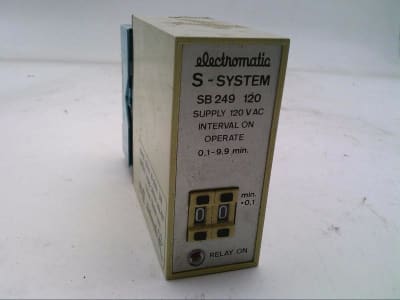 electromatic
S-SYSTEM
SB 249 120
SUPPLY 120 V AC
INTERVAL ON
OPERATE
0,1-9,9 min.
min.
•0,1
0 0
RELAY ON